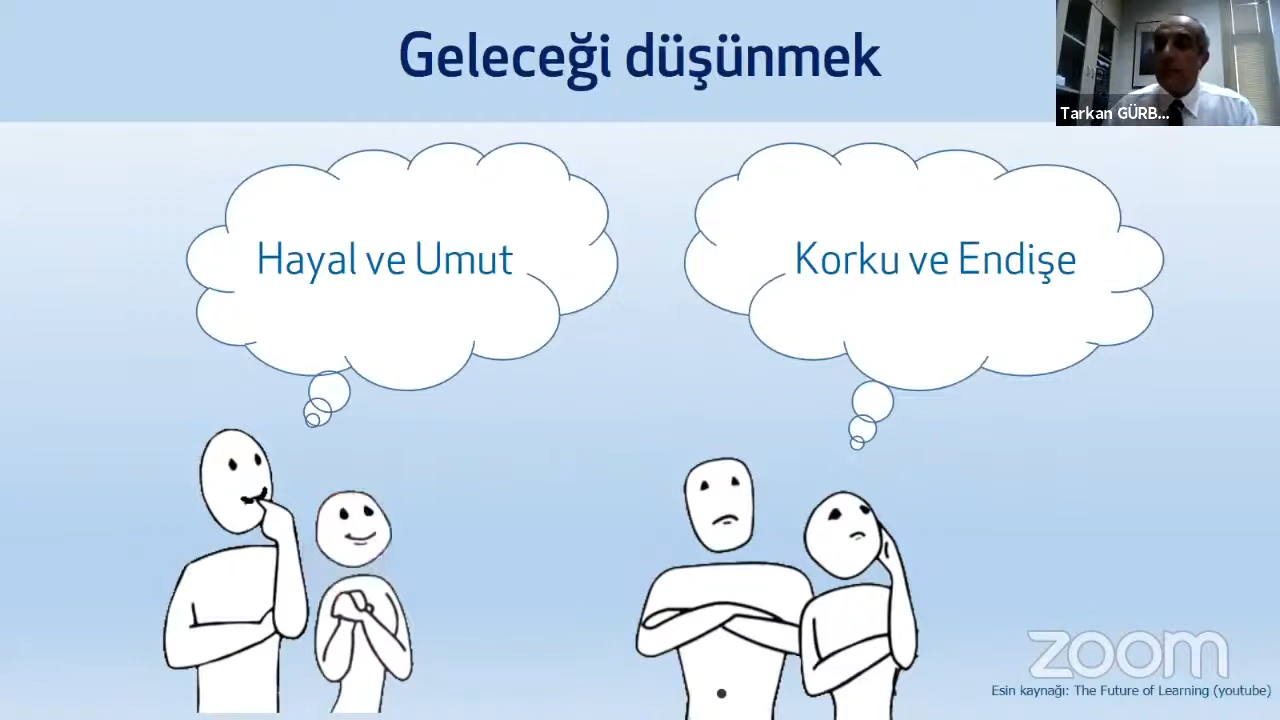 Geleceği düşünmek
Tarkan GÜRB...
Hayal ve Umut
Korku ve Endişe
zoom
Esin kaynağı: The Future of Learning (youtube)